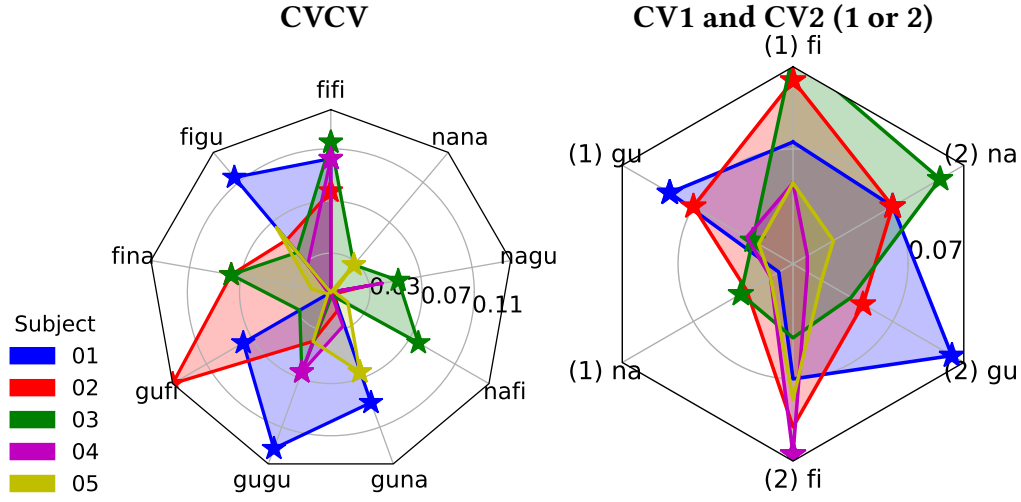 CVCV
CV1 and CV2 (1 or 2)
(1) fi
fifi
figu
nana
(1) gu
(2) na
fina
nagu
0.03
0.07
0.11
0.07
Subject
01
02
03
04
05
gufi
nafi
(1) na
(2) gu
gugu
guna
(2) fi